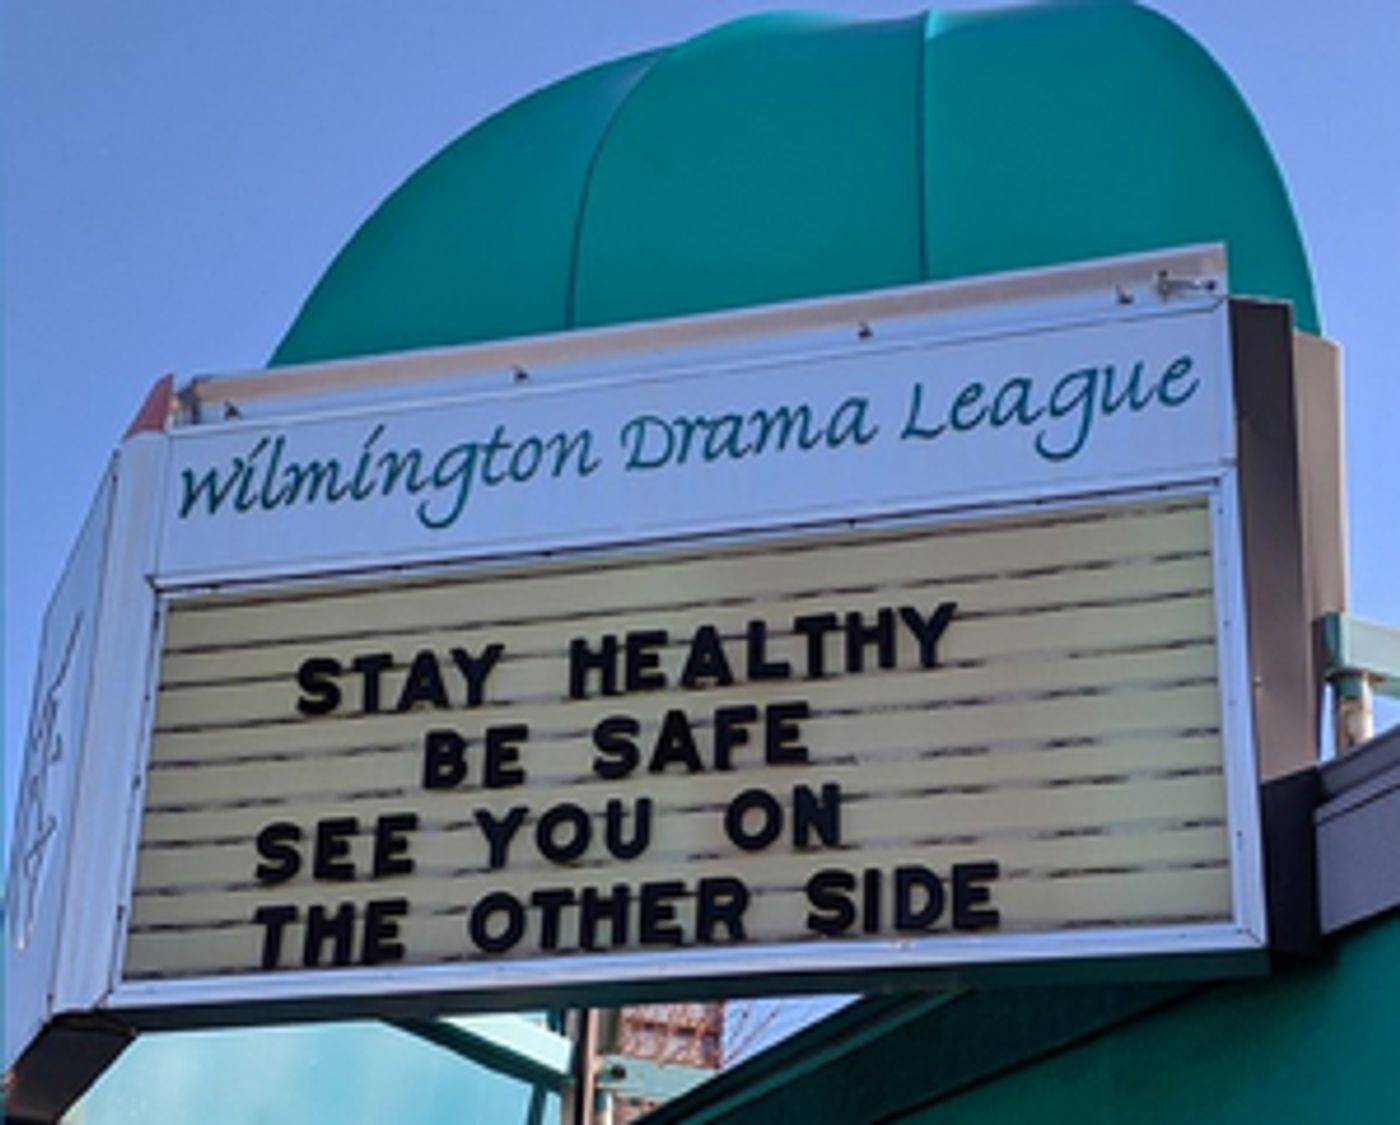 Wilmington Drama League
STAY HEALTHY
BE SAFE
SEE YOU ON
THE OTHER SIDE